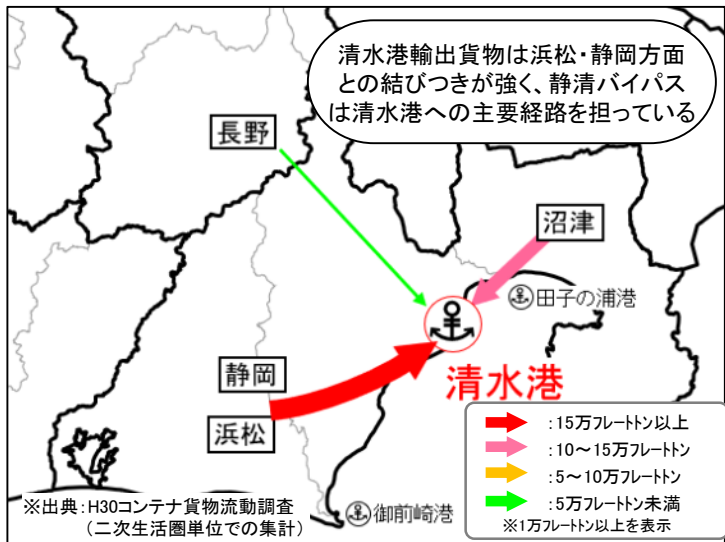 清水港輸出貨物は浜松・静岡方面
との結びつきが強く、静清バイパス
は清水港への主要経路を担っている
長野
沼津
田子の浦港
清水港
静岡
浜松
御前崎港
:15万フレートトン以上
:10～15万フレートトン
:5～10万フレートトン
:5万フレートトン未満
※1万フレートトン以上を表示
※出典:H30コンテナ貨物流動調査
(二次生活圏単位での集計)